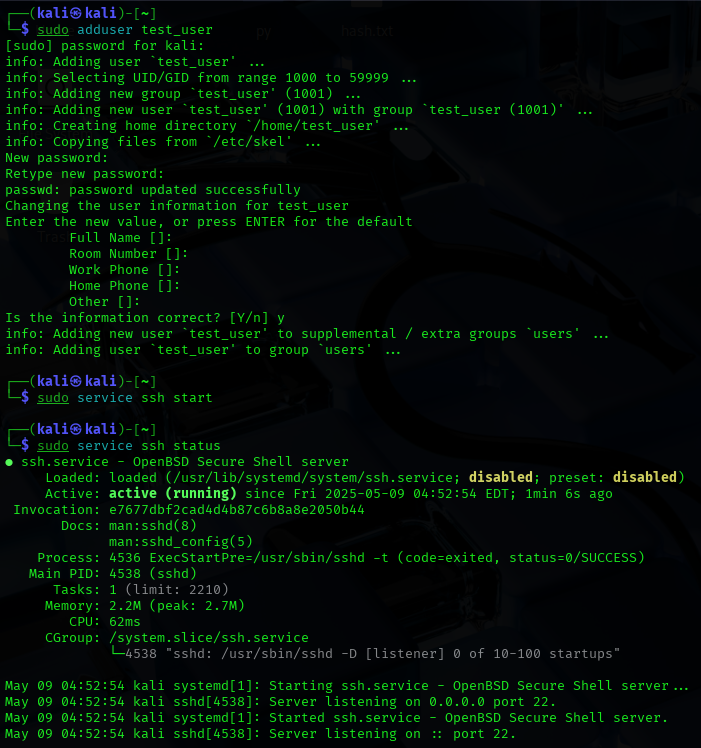 py hash.txt
┌──(kali㉿kali)-[~]
└─$ sudo adduser test_user
[sudo] password for kali:
info: Adding user `test_user' ...
info: Selecting UID/GID from range 1000 to 59999 ...
info: Adding new group `test_user' (1001) ...
info: Adding new user `test_user' (1001) with group `test_user (1001)' ...
info: Creating home directory `/home/test_user' ...
info: Copying files from `/etc/skel' ...
New password:
Retype new password:
passwd: password updated successfully
Changing the user information for test_user
Enter the new value, or press ENTER for the default
        Full Name []:
        Room Number []:
        Work Phone []:
        Home Phone []:
        Other []:
Is the information correct? [Y/n] y
info: Adding new user `test_user' to supplemental / extra groups `users' ...
info: Adding user `test_user' to group `users' ...

┌──(kali㉿kali)-[~]
└─$ sudo service ssh start

┌──(kali㉿kali)-[~]
└─$ sudo service ssh status
● ssh.service - OpenBSD Secure Shell server
     Loaded: loaded (/usr/lib/systemd/system/ssh.service; disabled; preset: disabled)
     Active: active (running) since Fri 2025-05-09 04:52:54 EDT; 1min 6s ago
 Invocation: e7677dbf2cad4d4b87c6b8a8e2050b44
       Docs: man:sshd(8)
             man:sshd_config(5)
    Process: 4536 ExecStartPre=/usr/sbin/sshd -t (code=exited, status=0/SUCCESS)
   Main PID: 4538 (sshd)
      Tasks: 1 (limit: 2210)
     Memory: 2.2M (peak: 2.7M)
        CPU: 62ms
     CGroup: /system.slice/ssh.service
             └─4538 "sshd: /usr/sbin/sshd -D [listener] 0 of 10-100 startups"

May 09 04:52:54 kali systemd[1]: Starting ssh.service - OpenBSD Secure Shell server...
May 09 04:52:54 kali sshd[4538]: Server listening on 0.0.0.0 port 22.
May 09 04:52:54 kali systemd[1]: Started ssh.service - OpenBSD Secure Shell server.
May 09 04:52:54 kali sshd[4538]: Server listening on :: port 22.